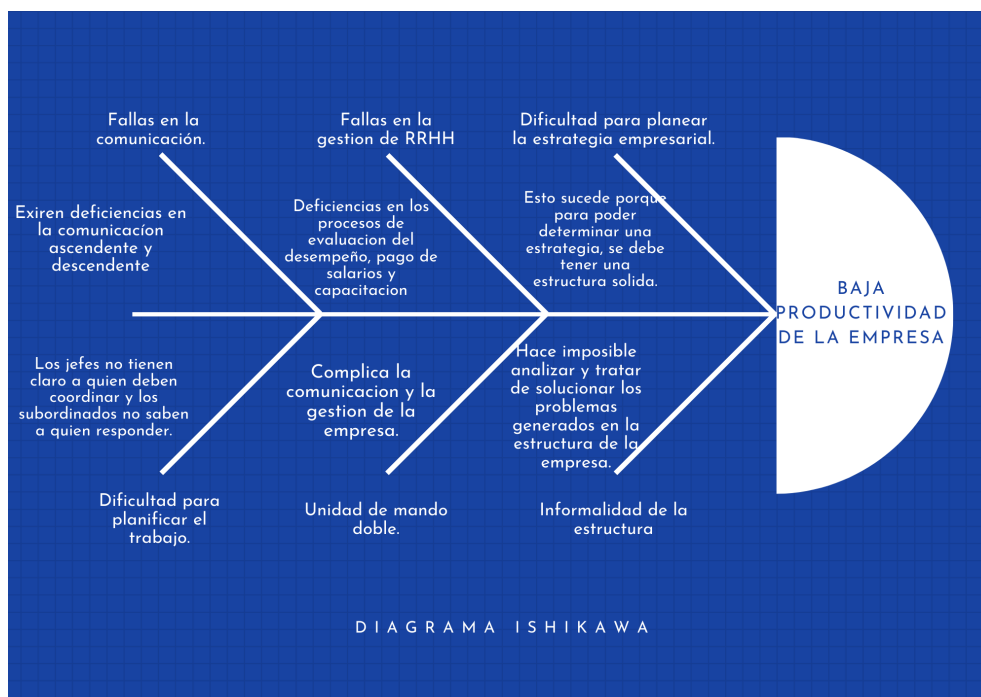 Fallas en la
comunicación.
Fallas en la
gestion de RRHH
Dificultad para planear
la estrategia empresarial.
Exiren deficiencias en
la comunicacíon
ascendente y
descendente
Deficiencias en los
procesos de
evaluacion del
desempeño, pago de
salarios y
capacitacion
Esto sucede porque
para poder
determinar una
estrategia, se debe
tener una
estructura solida.
BAJA
PRODUCTIVIDAD
DE LA EMPRESA
Los jefes no tienen
claro a quien deben
coordinar y los
subordinados no saben
a quien responder.
Complica la
comunicacion y la
gestion de la
empresa.
Hace imposible
analizar y tratar
de solucionar los
problemas
generados en la
estructura de la
empresa.
Dificultad para
planificar el
trabajo.
Unidad de mando
doble.
Informalidad de la
estructura
DIAGRAMA ISHIKAWA